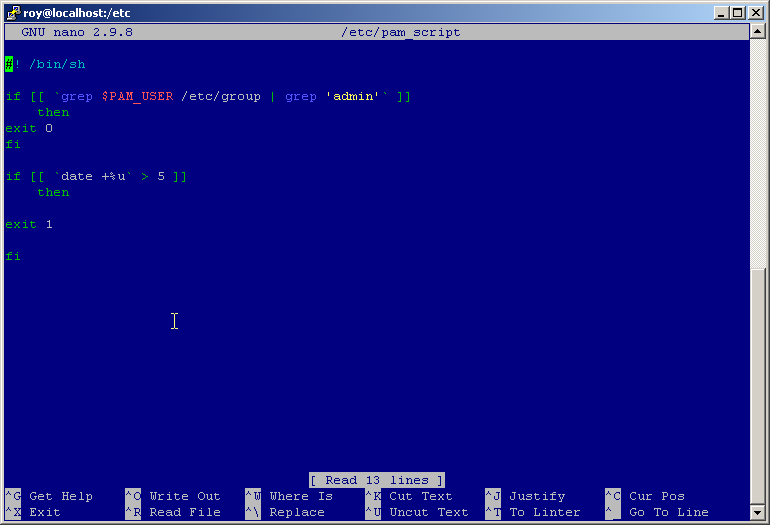 roy@localhost:/etc
GNU nano 2.9.8 /etc/pam_script
#! /bin/sh
if [[ `grep $PAM_USER /etc/group | grep 'admin'` ]]
then
exit 0
fi
if [[ `date +%u` > 5 ]]
then
exit 1
fi
[ Read 13 lines ]
^G Get Help ^O Write Out ^W Where Is ^K Cut Text ^J Justify ^C Cur Pos
^X Exit ^R Read File ^\ Replace ^U Uncut Text ^T To Linter ^_ Go To Line